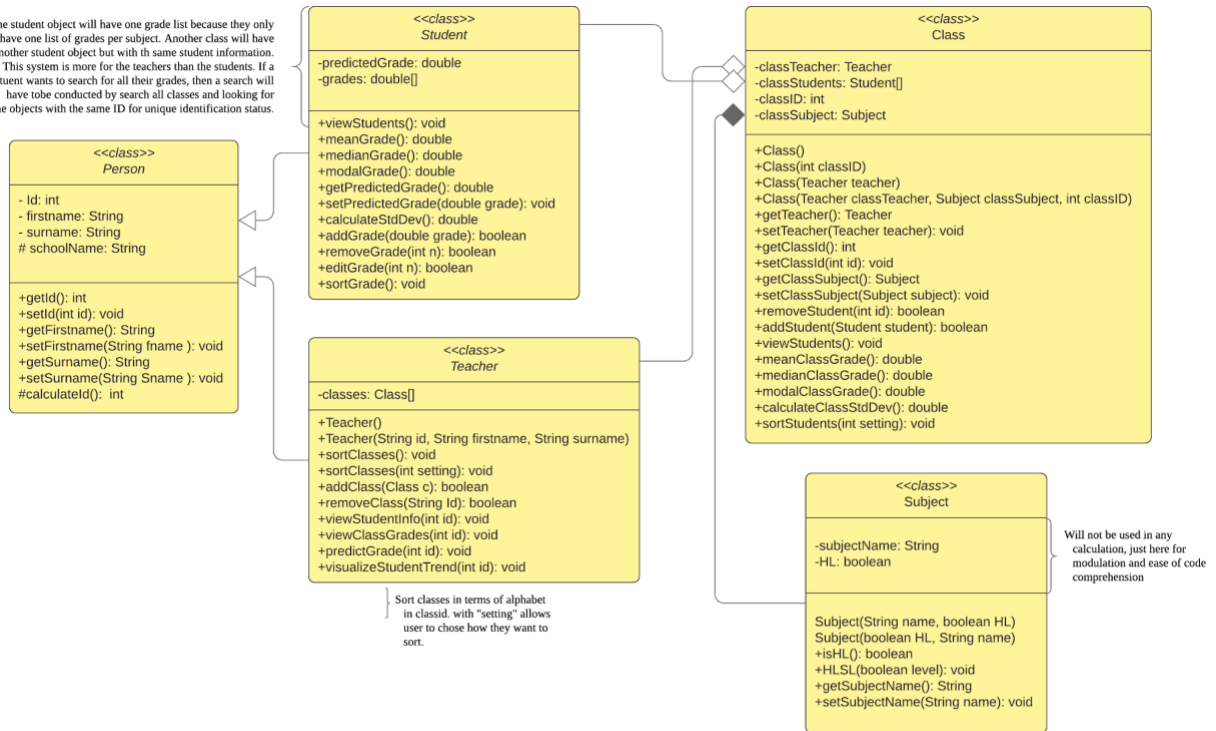 ne student object will have one grade list because they only
have one list of grades per subject. Another class will have
nother student object but with th same student information.
This system is more for the teachers than the students. If a
tuent wants to search for all their grades, then a search will
have tobe conducted by search all classes and looking for
e objects with the same ID for unique identification status.
<<class>>
Person
- Id: int
- firstname: String
- surname: String
# schoolName: String
+getId(): int
+setId(int id): void
+getFirstname(): String
+setFirstname(String fname ): void
+getSurname(): String
+setSurname(String Sname ): void
#calculateId(): int
<<class>>
Student
-predictedGrade: double
-grades: double[]
+viewStudents(): void
+meanGrade(): double
+medianGrade(): double
+modalGrade(): double
+getPredictedGrade(): double
+setPredictedGrade(double grade): void
+calculateStdDev(): double
+addGrade(double grade): boolean
+removeGrade(int n): boolean
+editGrade(int n): boolean
+sortGrade(): void
<<class>>
Teacher
-classes: Class[]
+Teacher()
+Teacher(String id, String firstname, String surname)
+sortClasses(): void
+sortClasses(int setting): void
+addClass(Class c): boolean
+removeClass(String Id): boolean
+viewStudentInfo(int id): void
+viewClassGrades(int id): void
+predictGrade(int id): void
+visualizeStudentTrend(int id): void
Sort classes in terms of alphabet
in classid. with "setting" allows
user to chose how they want to
sort.
<<class>>
Class
-classTeacher: Teacher
-classStudents: Student[]
-classID: int
-classSubject: Subject
+Class()
+Class(int classID)
+Class(Teacher teacher)
+Class(Teacher classTeacher, Subject classSubject, int classID)
+getTeacher(): Teacher
+setTeacher(Teacher teacher): void
+getClassId(): int
+setClassId(int id): void
+getClassSubject(): Subject
+setClassSubject(Subject subject): void
+removeStudent(int id): boolean
+addStudent(Student student): boolean
+viewStudents(): void
+meanClassGrade(): double
+medianClassGrade(): double
+modalClassGrade(): double
+calculateClassStdDev(): double
+sortStudents(int setting): void
<<class>>
Subject
-subjectName: String
-HL: boolean
Subject(String name, boolean HL)
Subject(boolean HL, String name)
+isHL(): boolean
+HLSL(boolean level): void
+getSubjectName(): String
+setSubjectName(String name): void
Will not be used in any
calculation, just here for
modulation and ease of code
comprehension